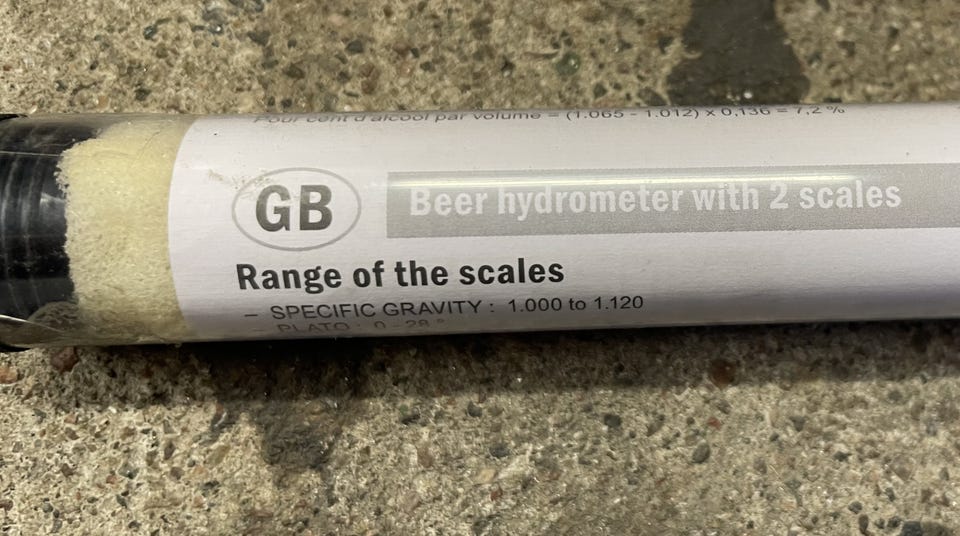 Pour cent d'alcool par volume = (1.065 - 1.012) x 0,136 = 7,2 %
GB
Beer hydrometer with 2 scales
Range of the scales
– SPECIFIC GRAVITY : 1.000 to 1.120
– PLATO : 0 - 28 °